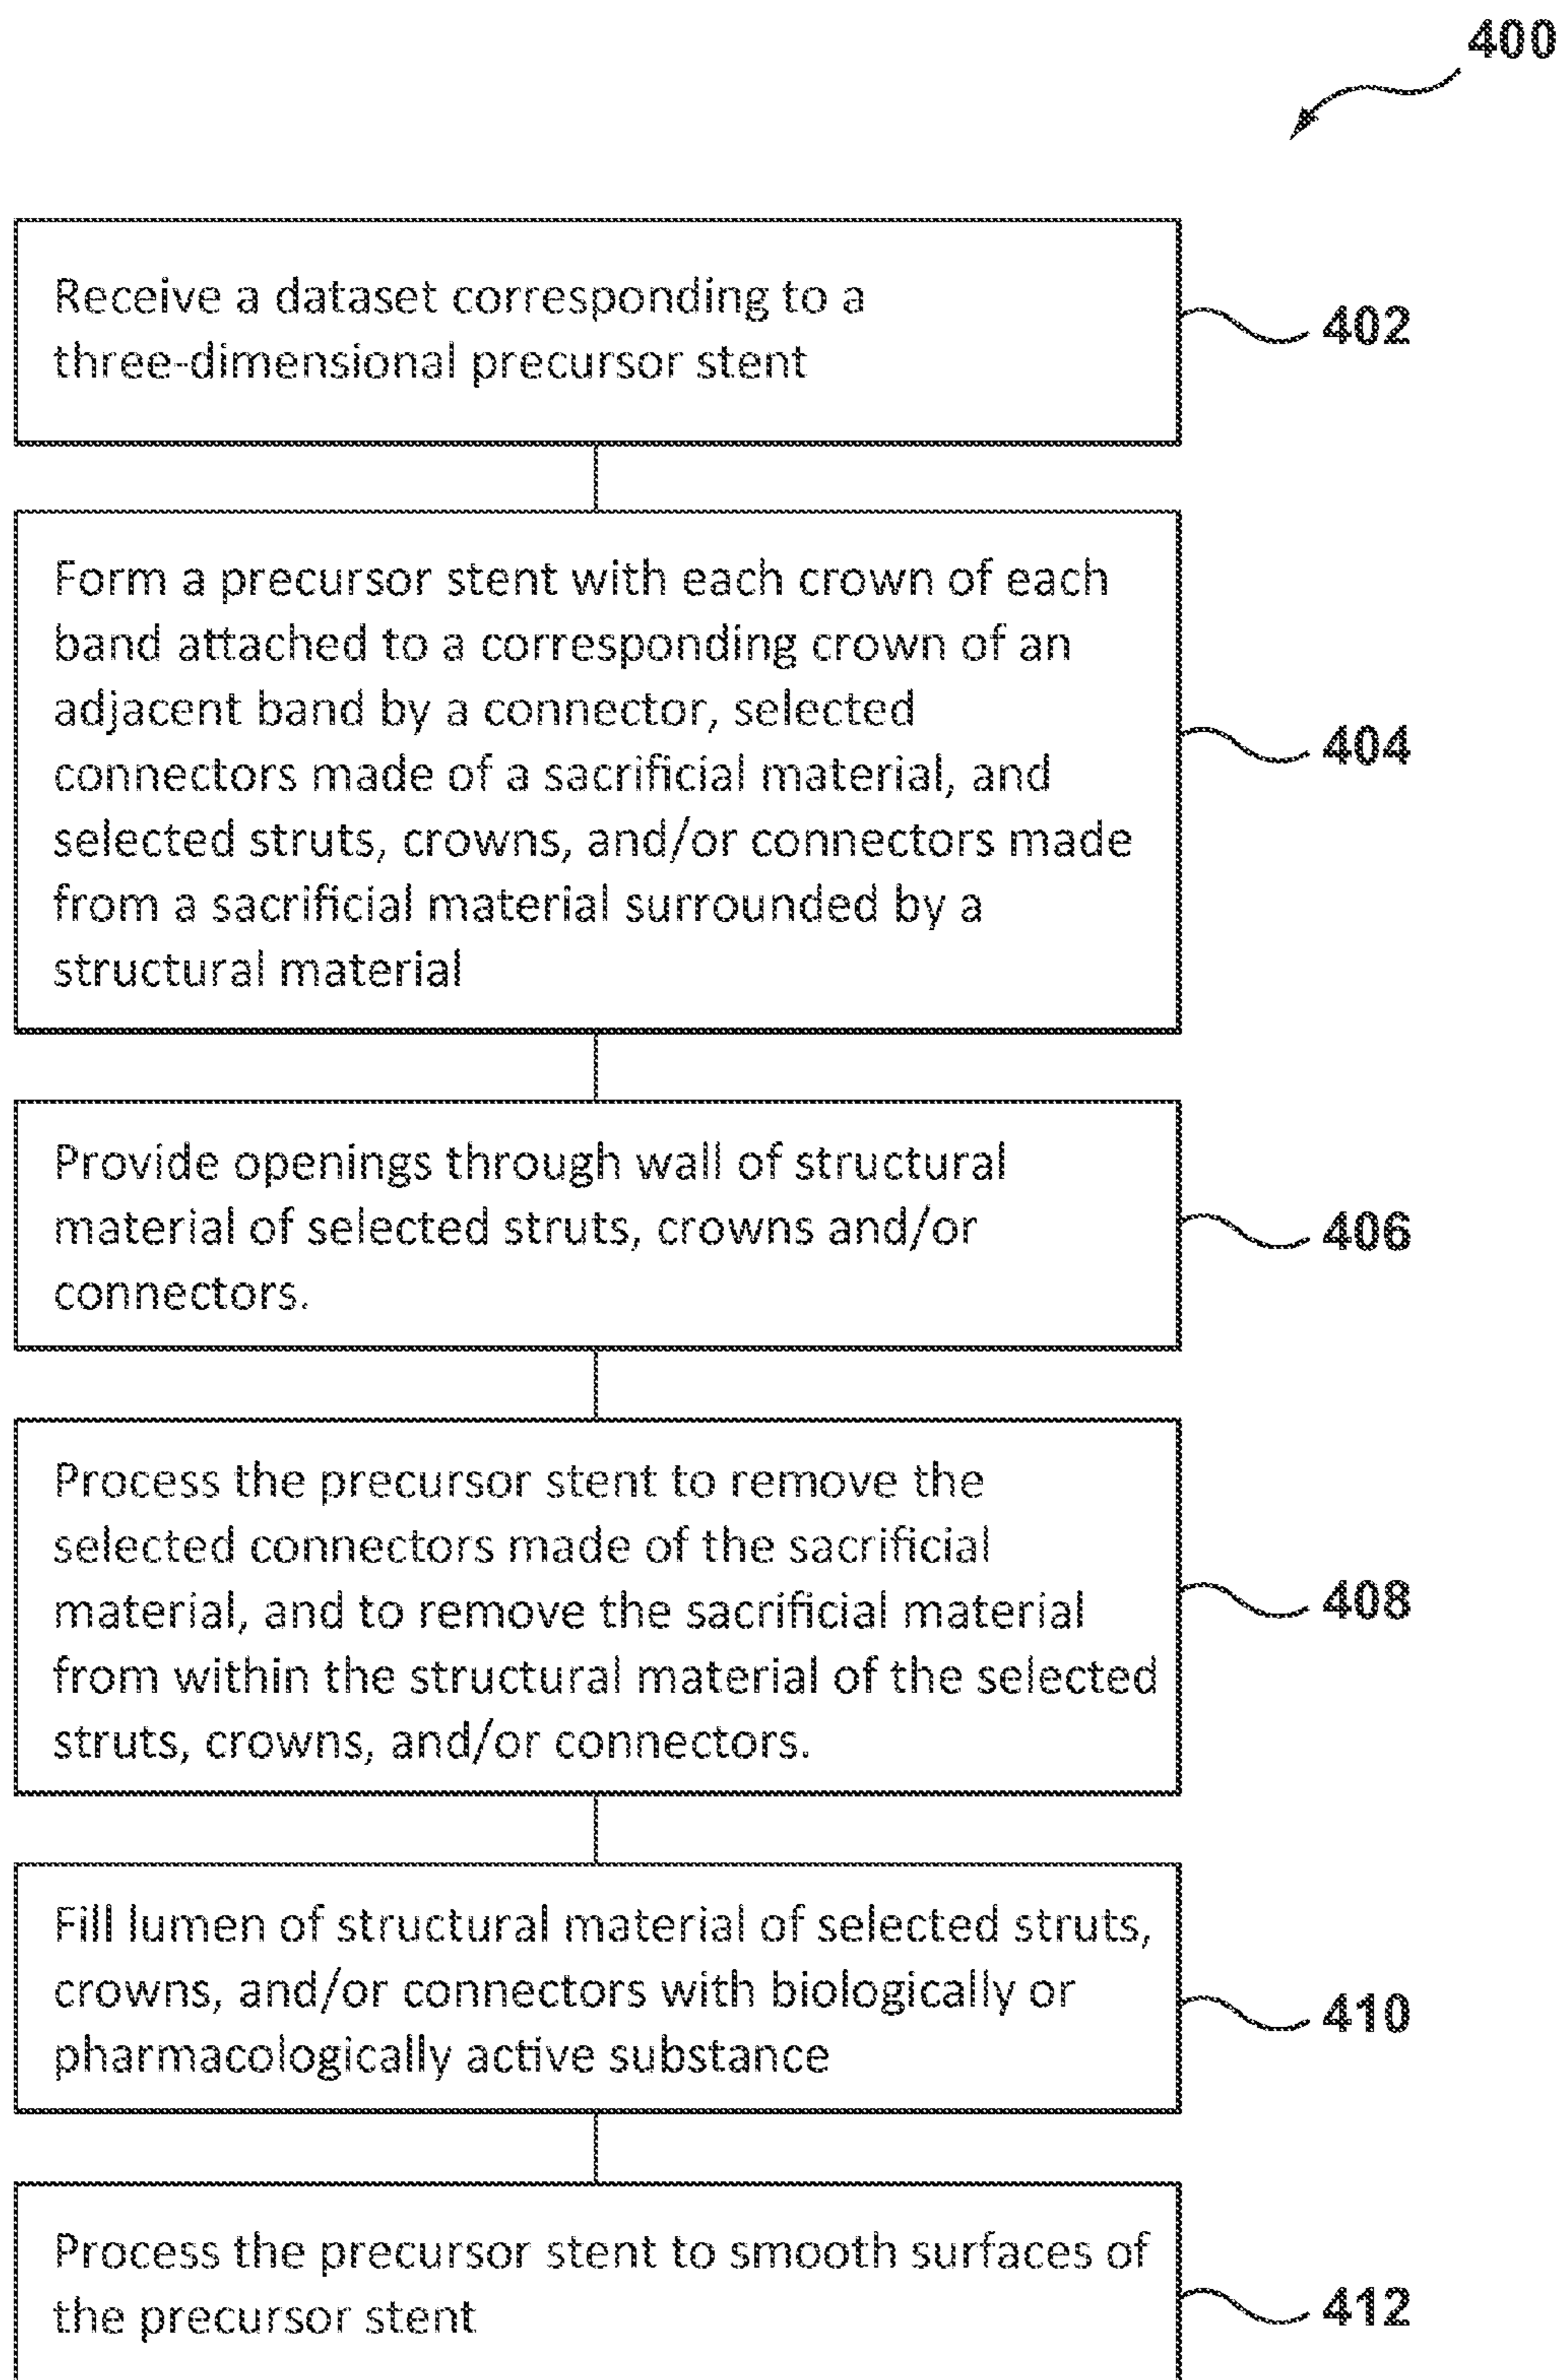 400
Receive a dataset corresponding to a
three-dimensional precursor stent
402
Form a precursor stent with each crown of each
band attached to a corresponding crown of an
adjacent band by a connector, selected
connectors made of a sacrificial material, and
selected struts, crowns, and/or connectors made
from a sacrificial material surrounded by a
structural material
404
Provide openings through wall of structural
material of selected struts, crowns and/or
connectors.
406
Process the precursor stent to remove the
selected connectors made of the sacrificial
material, and to remove the sacrificial material
from within the structural material of the selected
struts, crowns, and/or connectors.
408
Fill lumen of structural material of selected struts,
crowns, and/or connectors with biologically or
pharmacologically active substance
410
Process the precursor stent to smooth surfaces of
the precursor stent
412